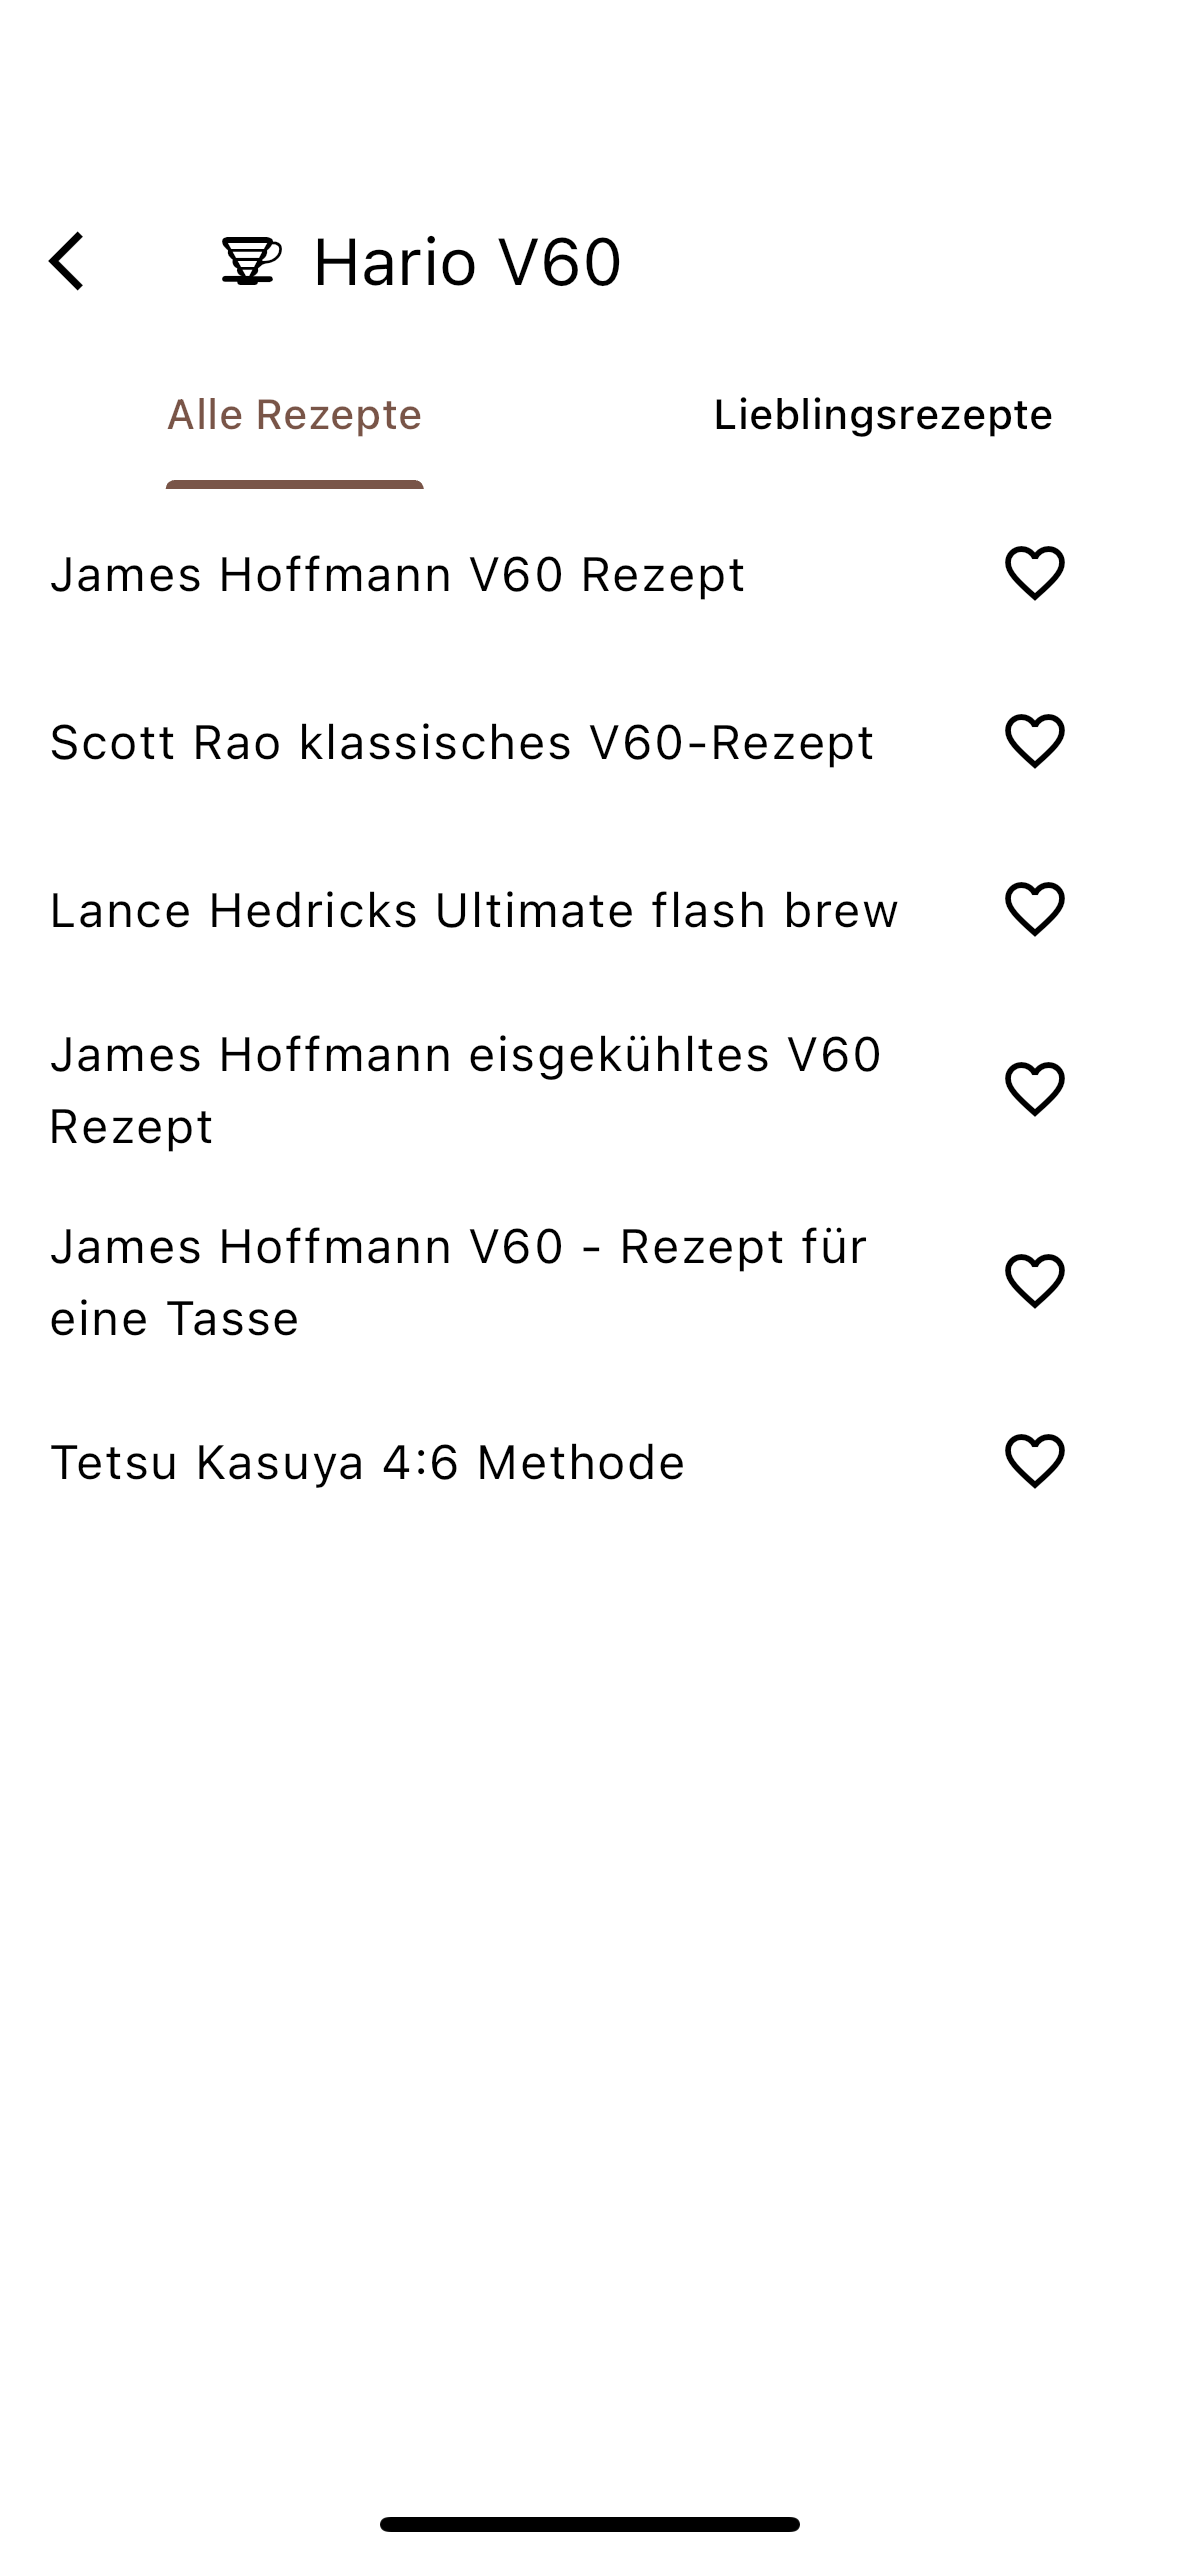 Hario V60
Alle Rezepte
Lieblingsrezepte
James Hoffmann V60 Rezept
Scott Rao klassisches V60-Rezept
Lance Hedricks Ultimate flash brew
James Hoffmann eisgekühltes V60
Rezept
James Hoffmann V60 - Rezept für
eine Tasse
Tetsu Kasuya 4:6 Methode